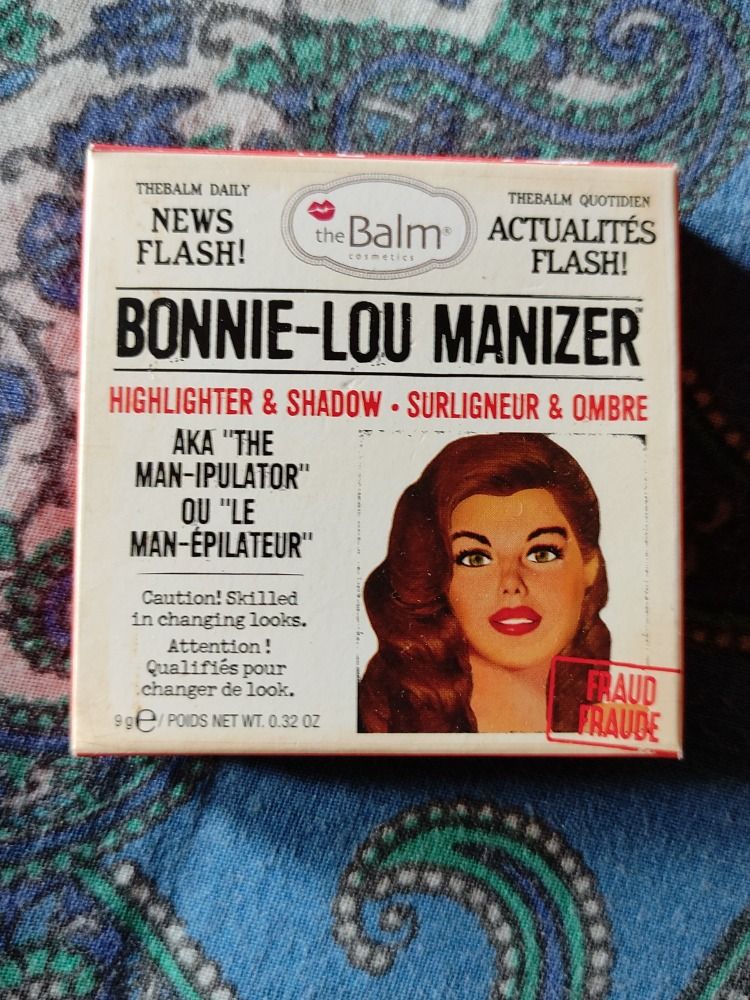 THEBALM DAILY
NEWS
FLASH!
the Balm®
cosmetics
THEBALM QUOTIDIEN
ACTUALITÉS
FLASH!
BONNIE-LOU MANIZER™
HIGHLIGHTER & SHADOW • SURLIGNEUR & OMBRE
AKA "THE
MAN-IPULATOR"
OU "LE
MAN-ÉPILATEUR"
Caution! Skilled
in changing looks.
Attention !
Qualifiés pour
changer de look.
9 g ℮ / POIDS NET WT. 0.32 OZ
FRAUD
FRAUDE